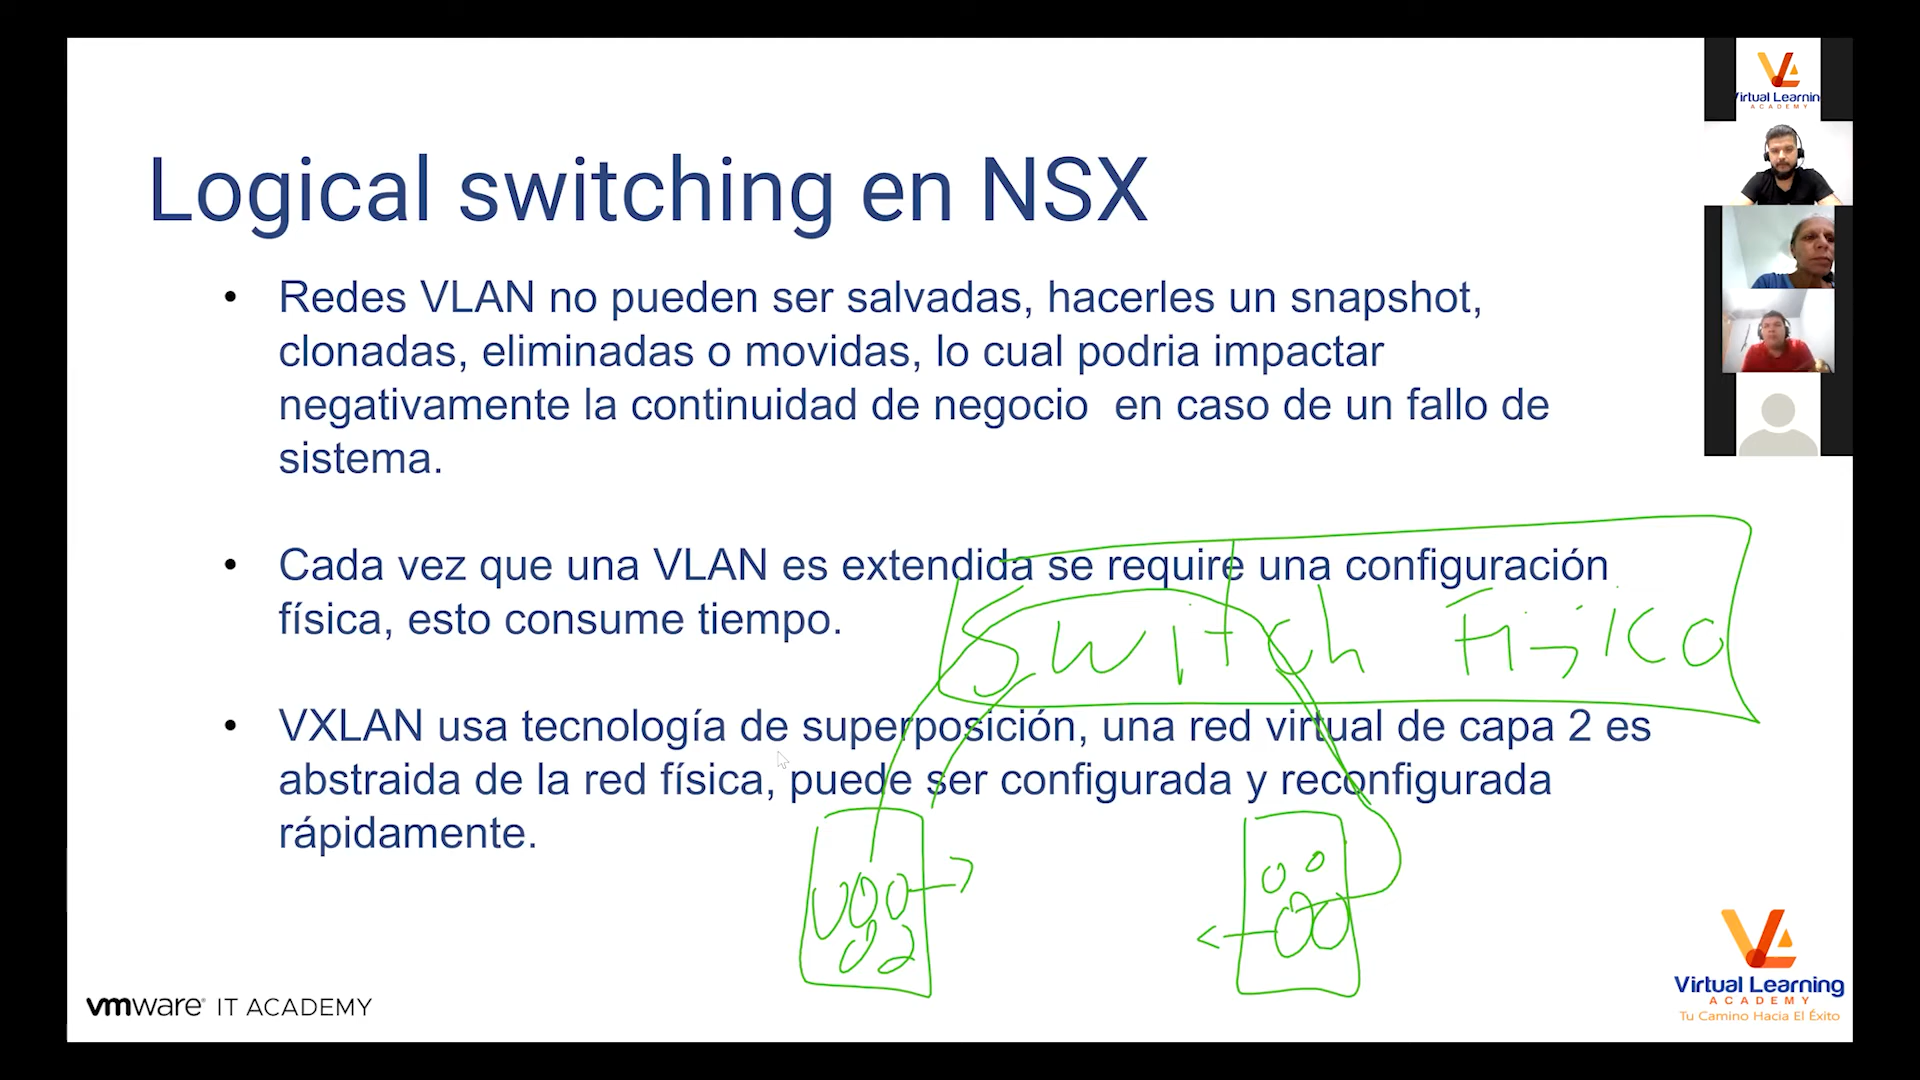 Logical switching en NSX
• Redes VLAN no pueden ser salvadas, hacerles un snapshot,
clonadas, eliminadas o movidas, lo cual podria impactar
negativamente la continuidad de negocio en caso de un fallo de
sistema.
• Cada vez que una VLAN es extendida se require una configuración
física, esto consume tiempo.
Switch Fisico
• VXLAN usa tecnología de superposición, una red virtual de capa 2 es
abstraida de la red física, puede ser configurada y reconfigurada
rápidamente.
vmware® IT ACADEMY
Virtual Learning
ACADEMY
Tu Camino Hacia El Éxito
Virtual Learnin
ACADEMY